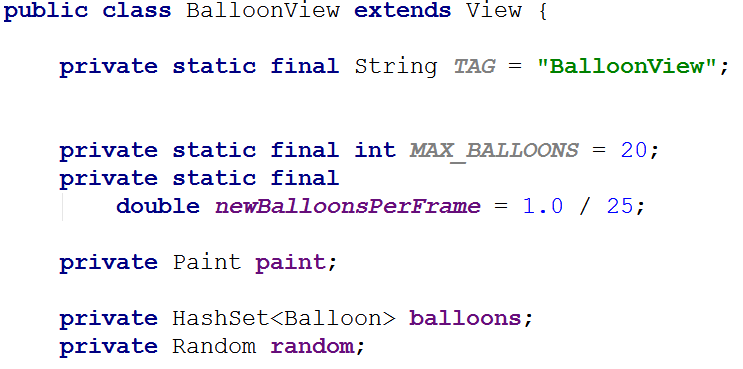 public class BalloonView extends View {
private static final String TAG = "BalloonView";
private static final int MAX_BALLOONS = 20;
private static final
double newBalloonsPerFrame = 1.0 / 25;
private Paint paint;
private HashSet<Balloon> balloons;
private Random random;